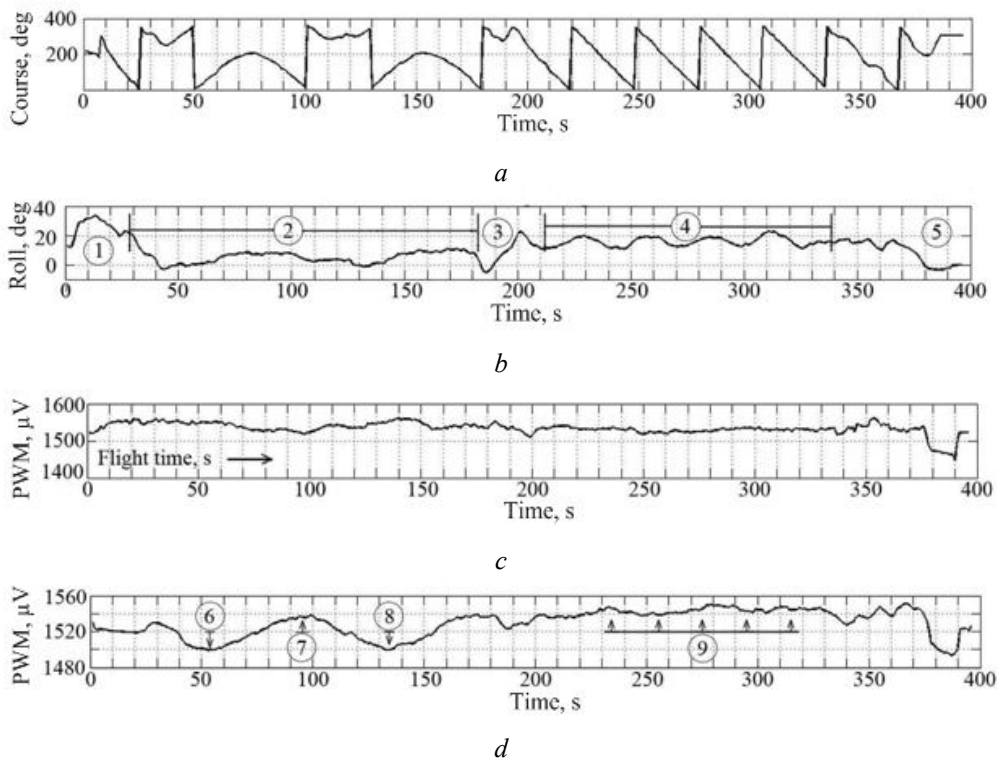 Course, deg
400
200
0 50 100 150 200 250 300 350 400
Time, s
a
Roll, deg
40
20
0
1 2 3 4 5
0 50 100 150 200 250 300 350 400
Time, s
b
PWM, μV
1600
1500
1400
Flight time, s
0 50 100 150 200 250 300 350 400
Time, s
c
PWM, μV
1560
1520
1480
6 8
7 9
0 50 100 150 200 250 300 350 400
Time, s
d